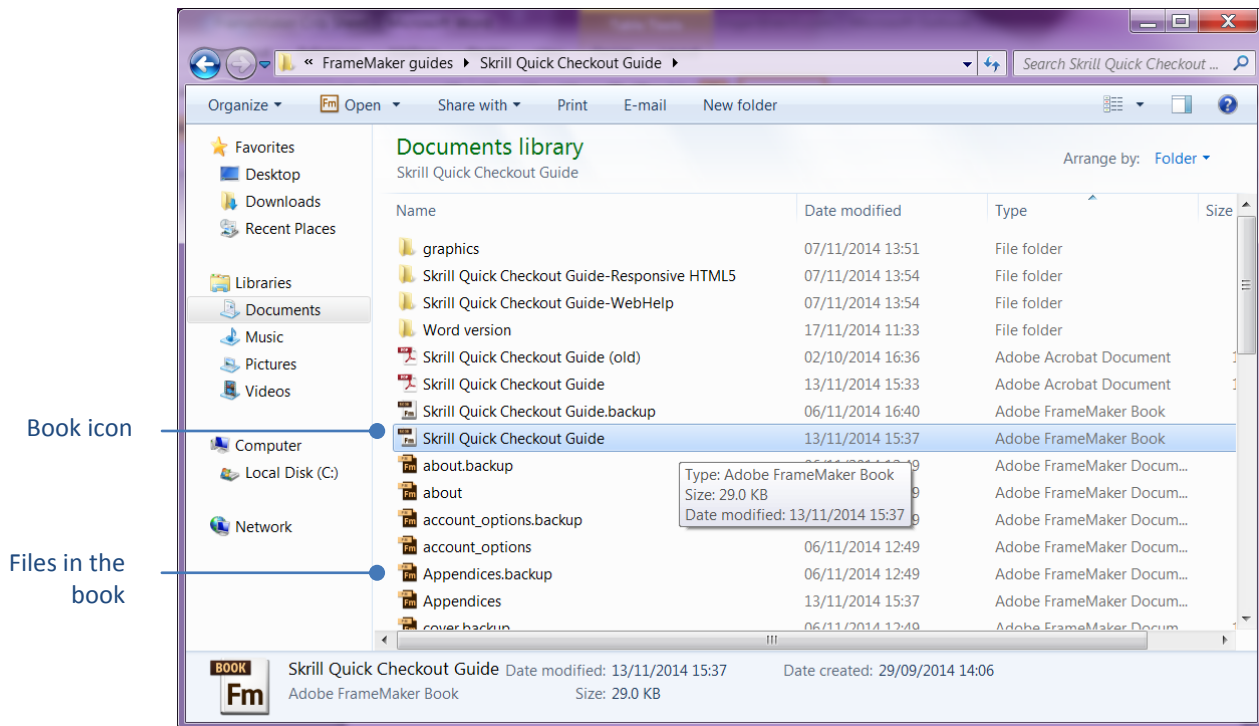 « FrameMaker guides ▸ Skrill Quick Checkout Guide ▸
Search Skrill Quick Checkout ...
Organize Open Share with Print E-mail New folder
Favorites
Desktop
Downloads
Recent Places
Libraries
Documents
Music
Pictures
Videos
Computer
Local Disk (C:)
Network
Documents library
Skrill Quick Checkout Guide
Arrange by: Folder
Name Date modified Type Size
graphics 07/11/2014 13:51 File folder
Skrill Quick Checkout Guide-Responsive HTML5 07/11/2014 13:54 File folder
Skrill Quick Checkout Guide-WebHelp 07/11/2014 13:54 File folder
Word version 17/11/2014 11:33 File folder
Skrill Quick Checkout Guide (old) 02/10/2014 16:36 Adobe Acrobat Document
Skrill Quick Checkout Guide 13/11/2014 15:33 Adobe Acrobat Document
Skrill Quick Checkout Guide.backup 06/11/2014 16:40 Adobe FrameMaker Book
Skrill Quick Checkout Guide 13/11/2014 15:37 Adobe FrameMaker Book
about.backup Adobe FrameMaker Docum...
about Adobe FrameMaker Docum...
account_options.backup Adobe FrameMaker Docum...
account_options 06/11/2014 12:49 Adobe FrameMaker Docum...
Appendices.backup 06/11/2014 12:49 Adobe FrameMaker Docum...
Appendices 13/11/2014 15:37 Adobe FrameMaker Docum...
cover.backup 06/11/2014 12:49 Adobe FrameMaker Docum...
Type: Adobe FrameMaker Book
Size: 29.0 KB
Date modified: 13/11/2014 15:37
Book icon
Files in the
book
BOOK
Fm
Skrill Quick Checkout Guide Date modified: 13/11/2014 15:37 Date created: 29/09/2014 14:06
Adobe FrameMaker Book Size: 29.0 KB